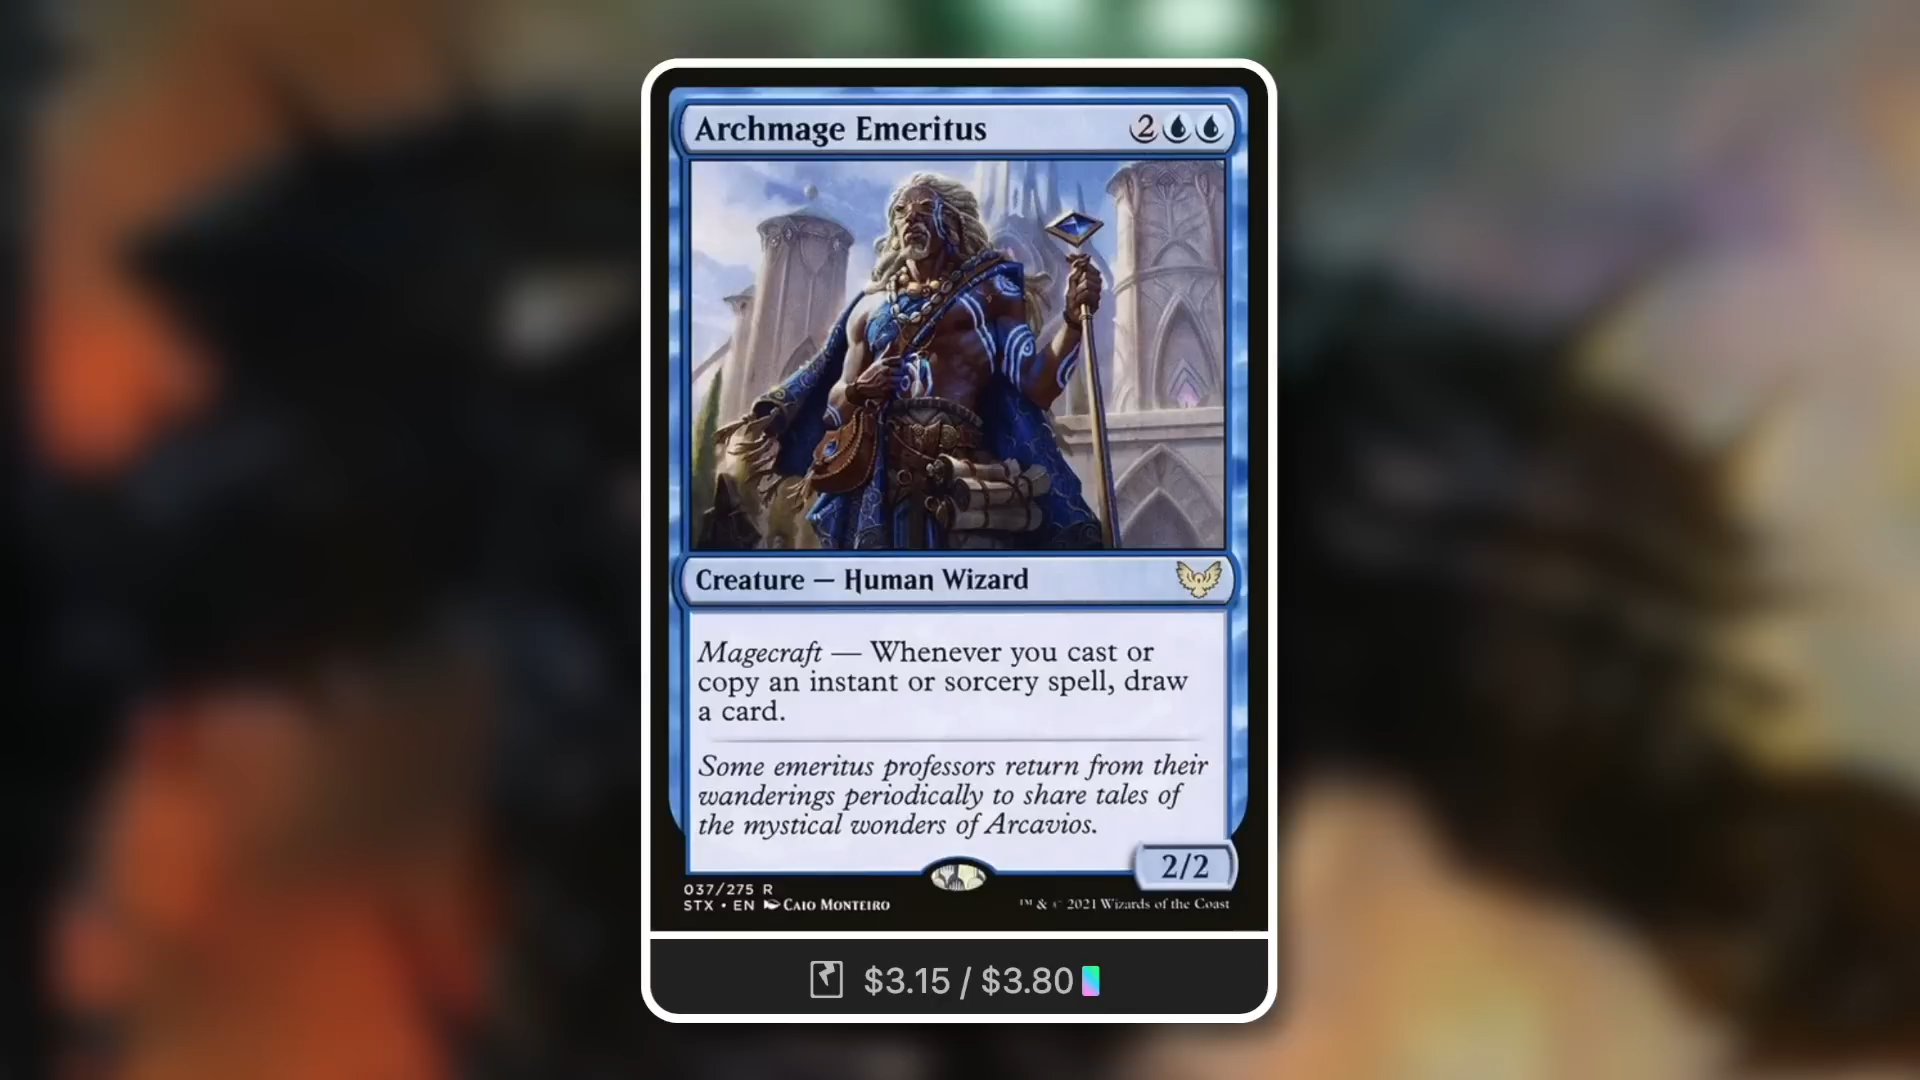 Archmage Emeritus 2
Creature — Human Wizard
Magecraft — Whenever you cast or
copy an instant or sorcery spell, draw
a card.
Some emeritus professors return from their
wanderings periodically to share tales of
the mystical wonders of Arcavios.
2/2
037/275 R
STX • EN CAIO MONTEIRO
™ & © 2021 Wizards of the Coast
$3.15 / $3.80